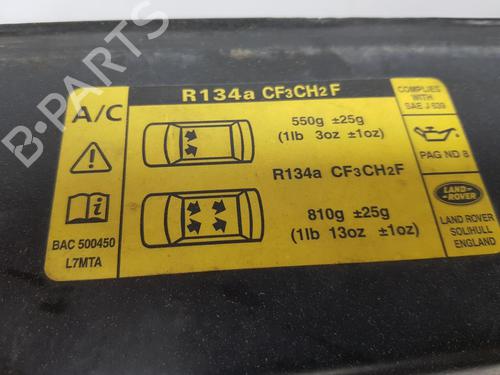 B-PARTS
A/C
BAC 500450
L7MTA
R134a CF3CH2F
550g ±25g
(1lb 3oz ±1oz)
R134a CF3CH2F
810g ±25g
(1lb 13oz ±1oz)
COMPLIES
WITH
SAE J 639
PAG ND 8
LAND-
ROVER
LAND ROVER
SOLIHULL
ENGLAND